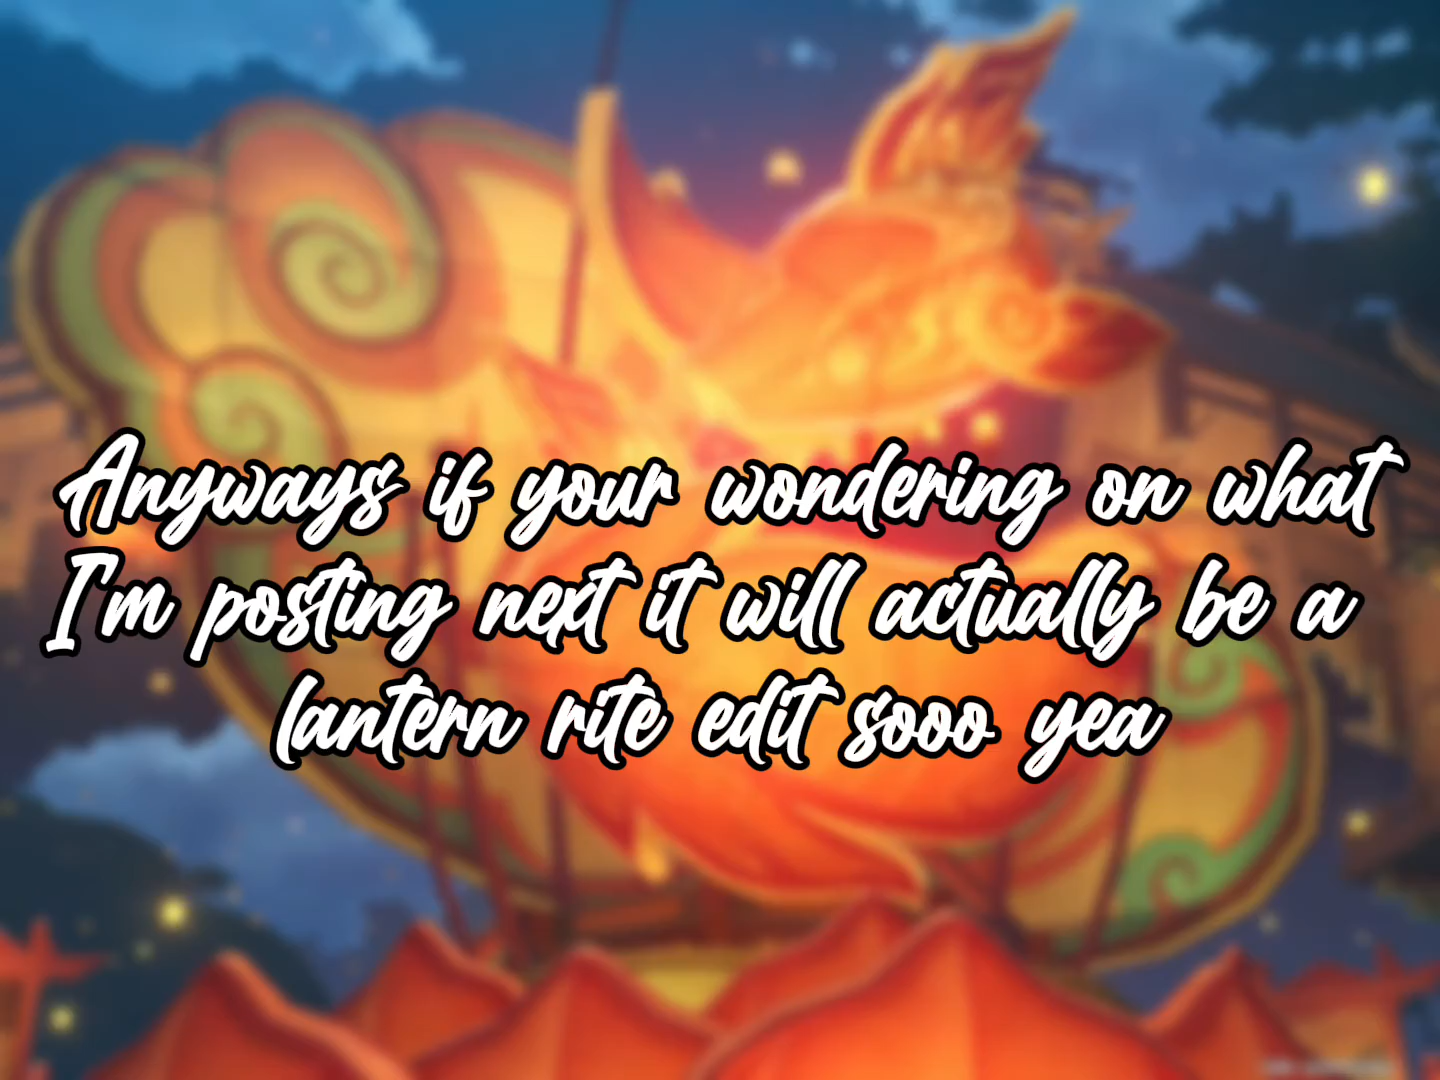 Anyways if your wondering on what
I'm posting next it will actually be a
lantern rite edit sooo yea